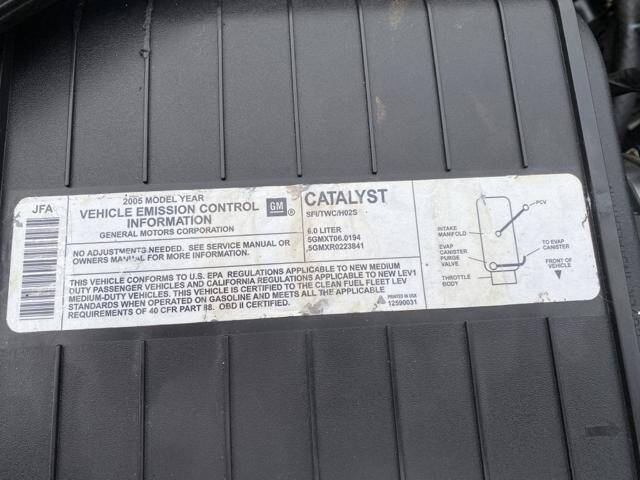 JFA
2005 MODEL YEAR
VEHICLE EMISSION CONTROL
INFORMATION
GENERAL MOTORS CORPORATION
GM
CATALYST
SFI/TWC/H02S
6.0 LITER
5GMXT06.0194
5GMXR0223841
NO ADJUSTMENTS NEEDED. SEE SERVICE MANUAL OR
OWNERS MANUAL FOR MORE INFORMATION.
THIS VEHICLE CONFORMS TO U.S. EPA REGULATIONS APPLICABLE TO NEW MEDIUM
DUTY PASSENGER VEHICLES AND CALIFORNIA REGULATIONS APPLICABLE TO NEW LEV1
MEDIUM-DUTY VEHICLES. THIS VEHICLE IS CERTIFIED TO THE CLEAN FUEL FLEET LEV
STANDARDS WHEN OPERATED ON GASOLINE AND MEETS ALL THE APPLICABLE
REQUIREMENTS OF 40 CFR PART 88. OBD II CERTIFIED.
PRINTED IN USA
12590031
PCV
INTAKE
MANIFOLD
EVAP
CANISTER
PURGE
VALVE
THROTTLE
BODY
TO EVAP
CANISTER
FRONT OF
VEHICLE